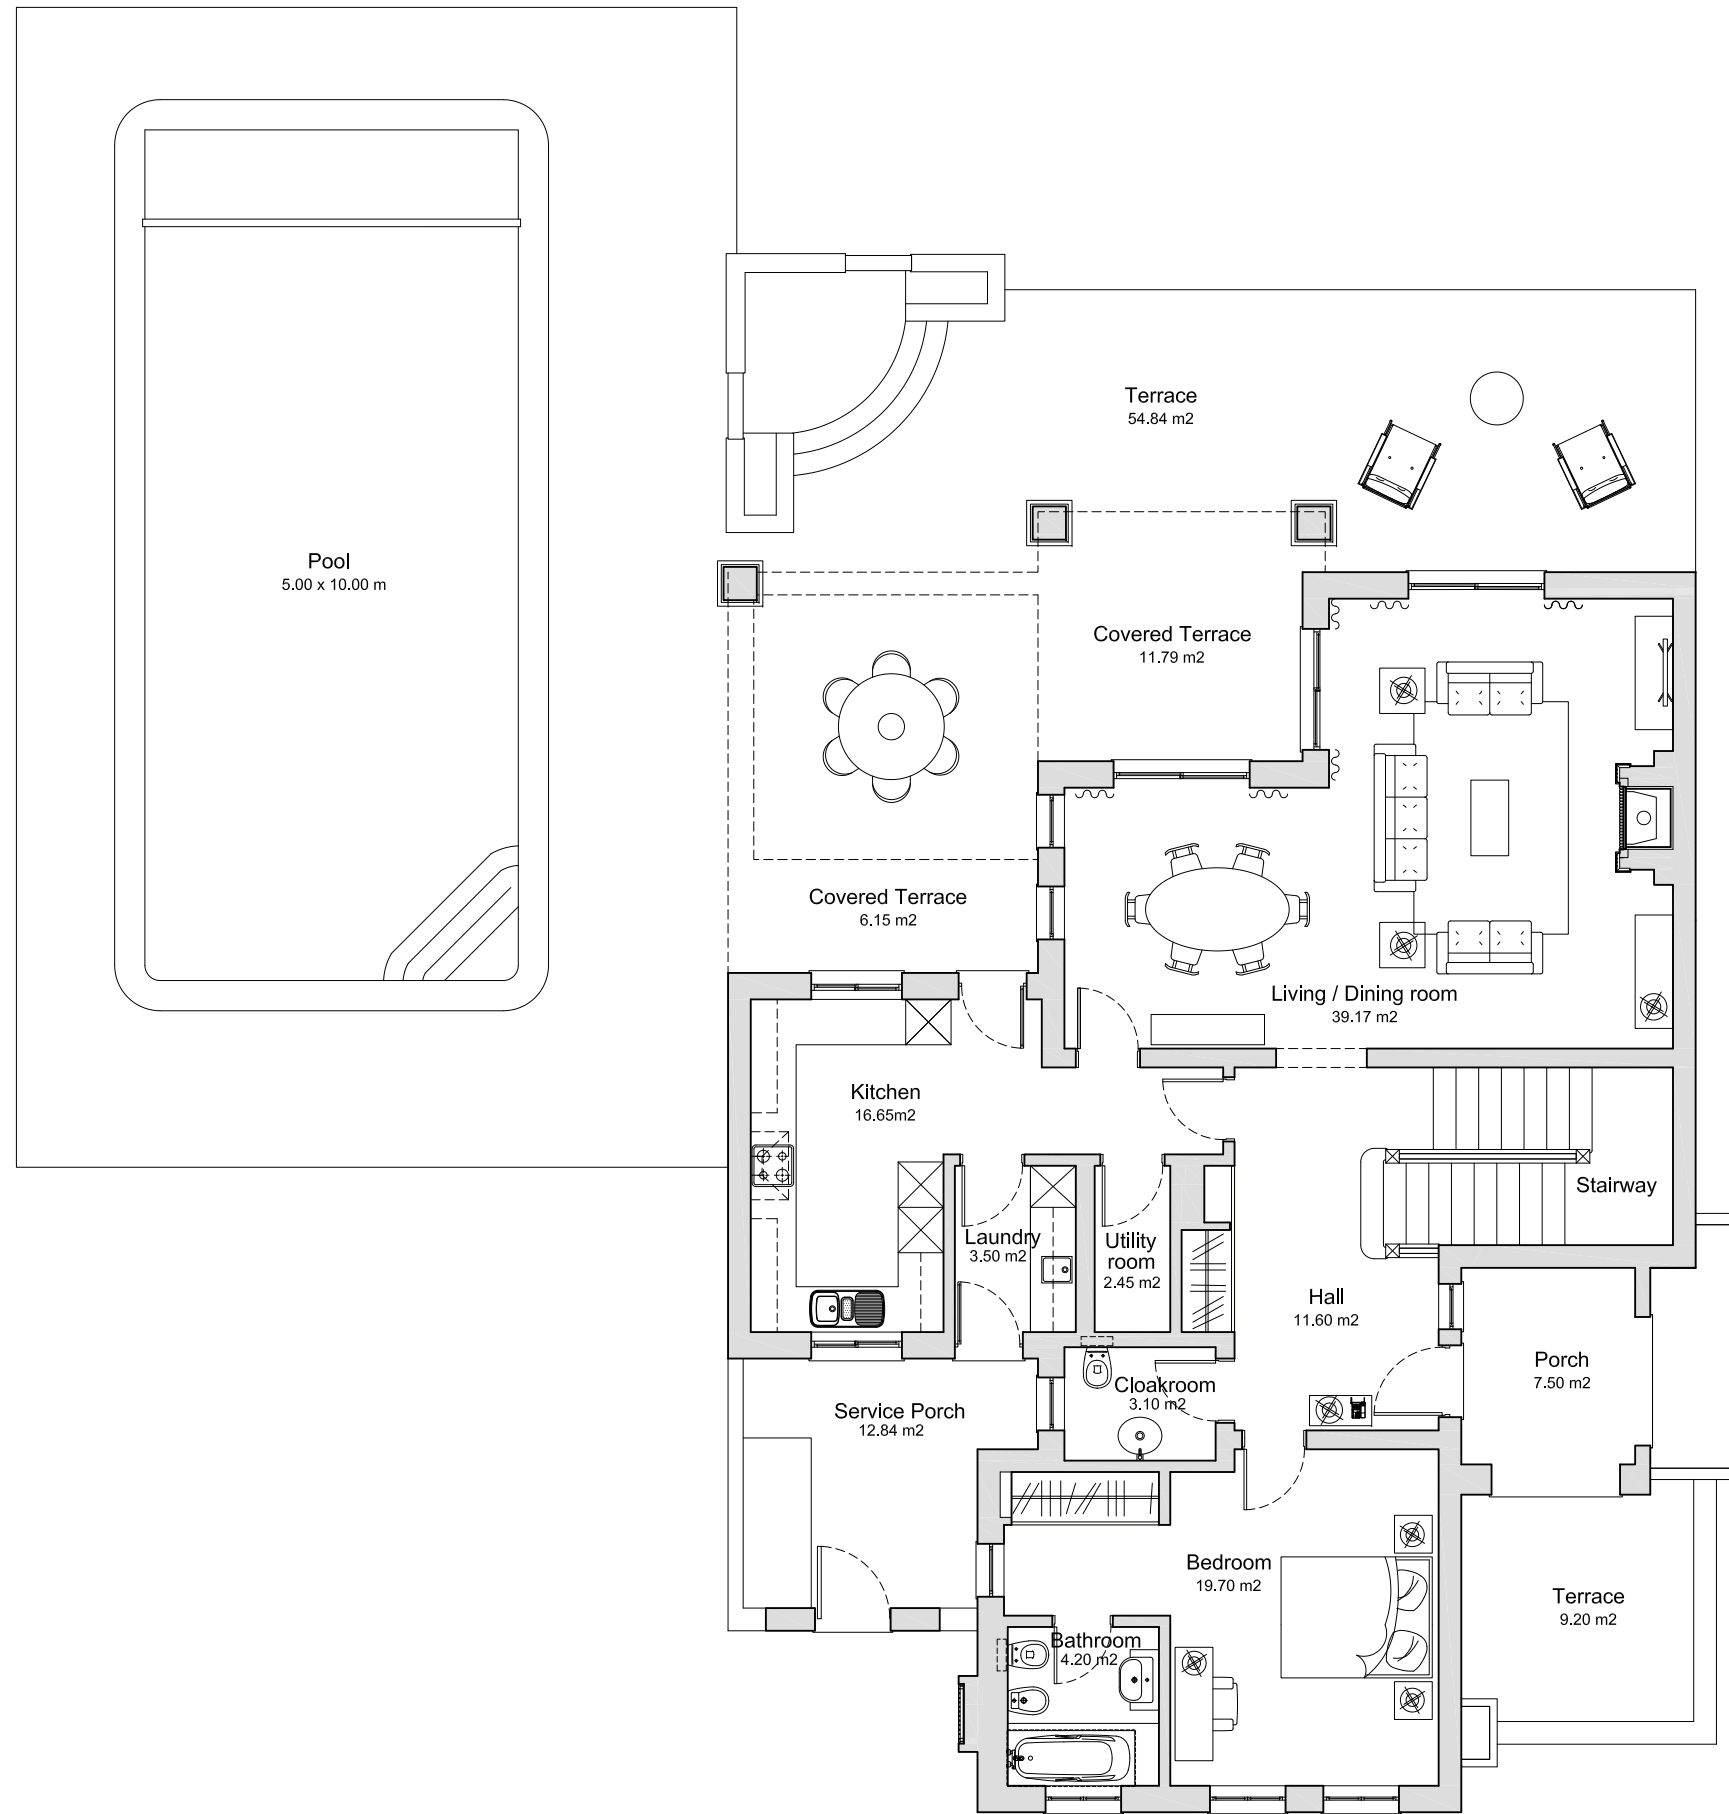 Terrace
54.84 m2
Pool
5.00 x 10.00 m
Covered Terrace
11.79 m2
Covered Terrace
6.15 m2
Living / Dining room
39.17 m2
Kitchen
16.65m2
Stairway
Laundry
3.50 m2
Utility
room
2.45 m2
Hall
11.60 m2
Porch
7.50 m2
Cloakroom
3.10 m2
Service Porch
12.84 m2
Bedroom
19.70 m2
Terrace
9.20 m2
Bathroom
4.20 m2